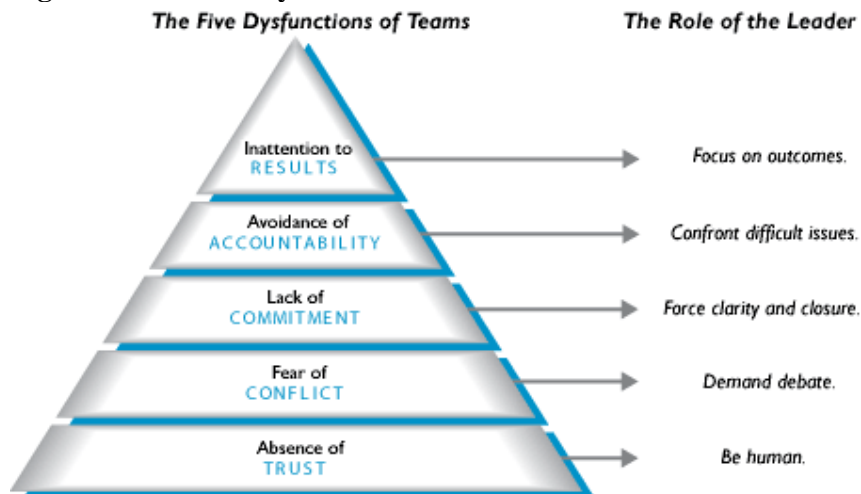 The Five Dysfunctions of Teams
The Role of the Leader
Inattention to
RESULTS
Focus on outcomes.
Avoidance of
ACCOUNTABILITY
Confront difficult issues.
Lack of
COMMITMENT
Force clarity and closure.
Fear of
CONFLICT
Demand debate.
Absence of
TRUST
Be human.